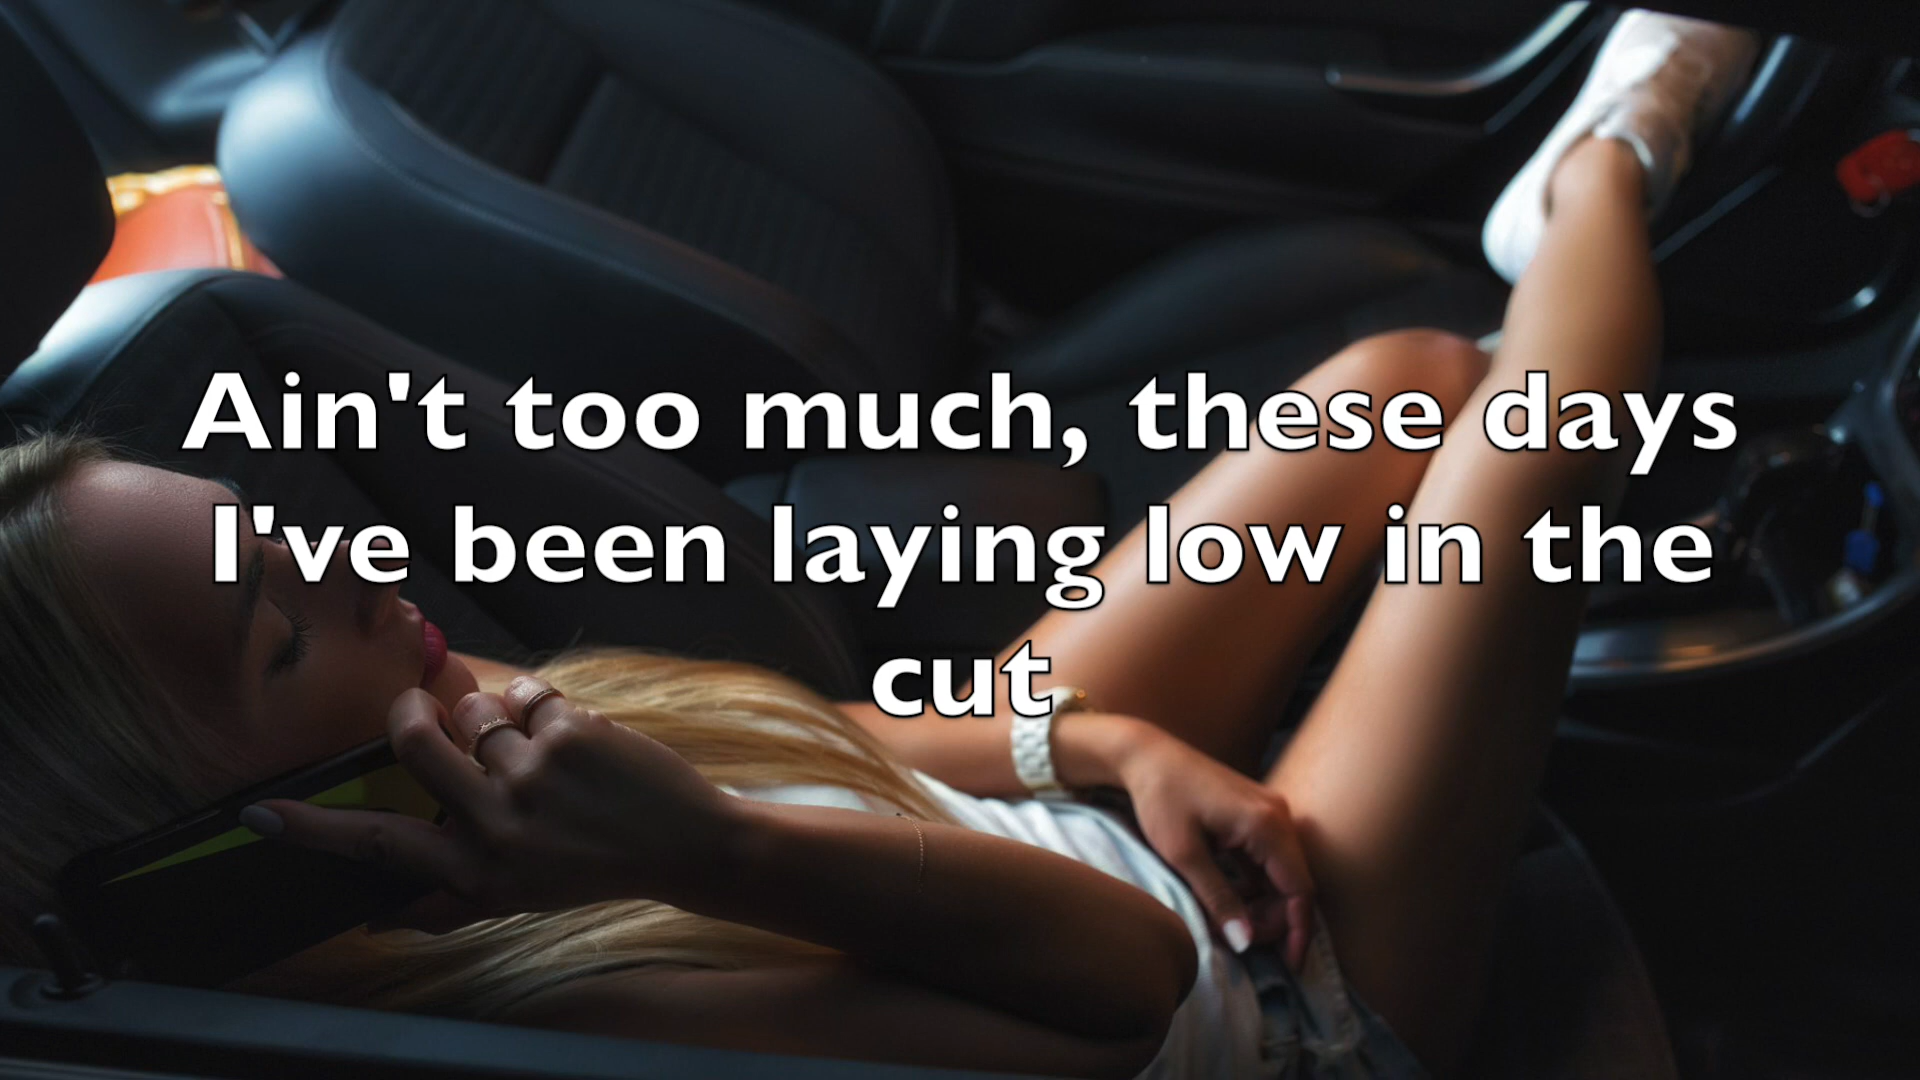 Ain't too much, these days
I've been laying low in the
cut